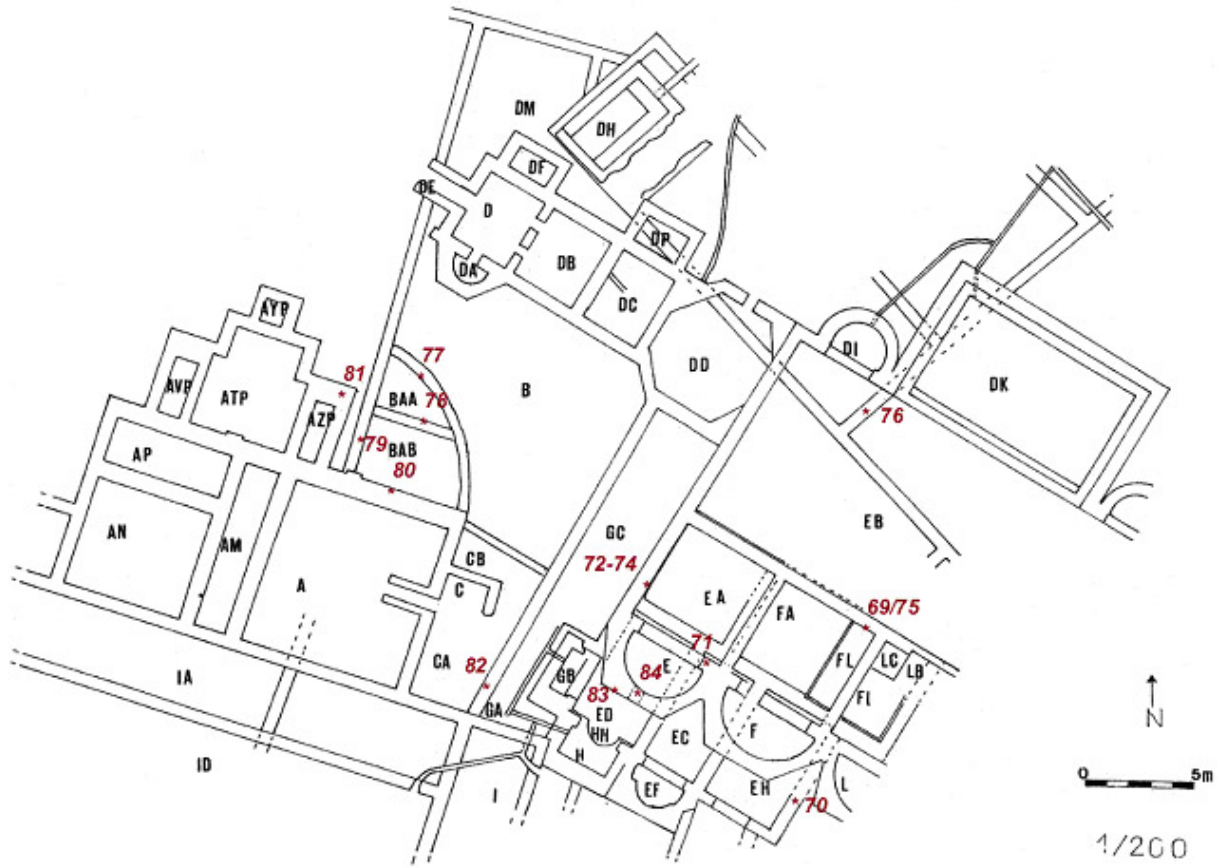 DM
DH
DF
DE
D
DP
DB
DA
DC
AYP
77
DI
81
DD
B
DK
AVP
ATP
BAA
78
76
AZP
79
BAB
AP
80
EB
AN
AM
GC
CB
72-74
A
C
EA
FA
69/75
CA
E
71
FL
LC
LB
IA
82
GB
84
83
FI
GA
ED
F
HH
EC
N
H
ID
I
EF
EH
L
0 5m
70
1/200